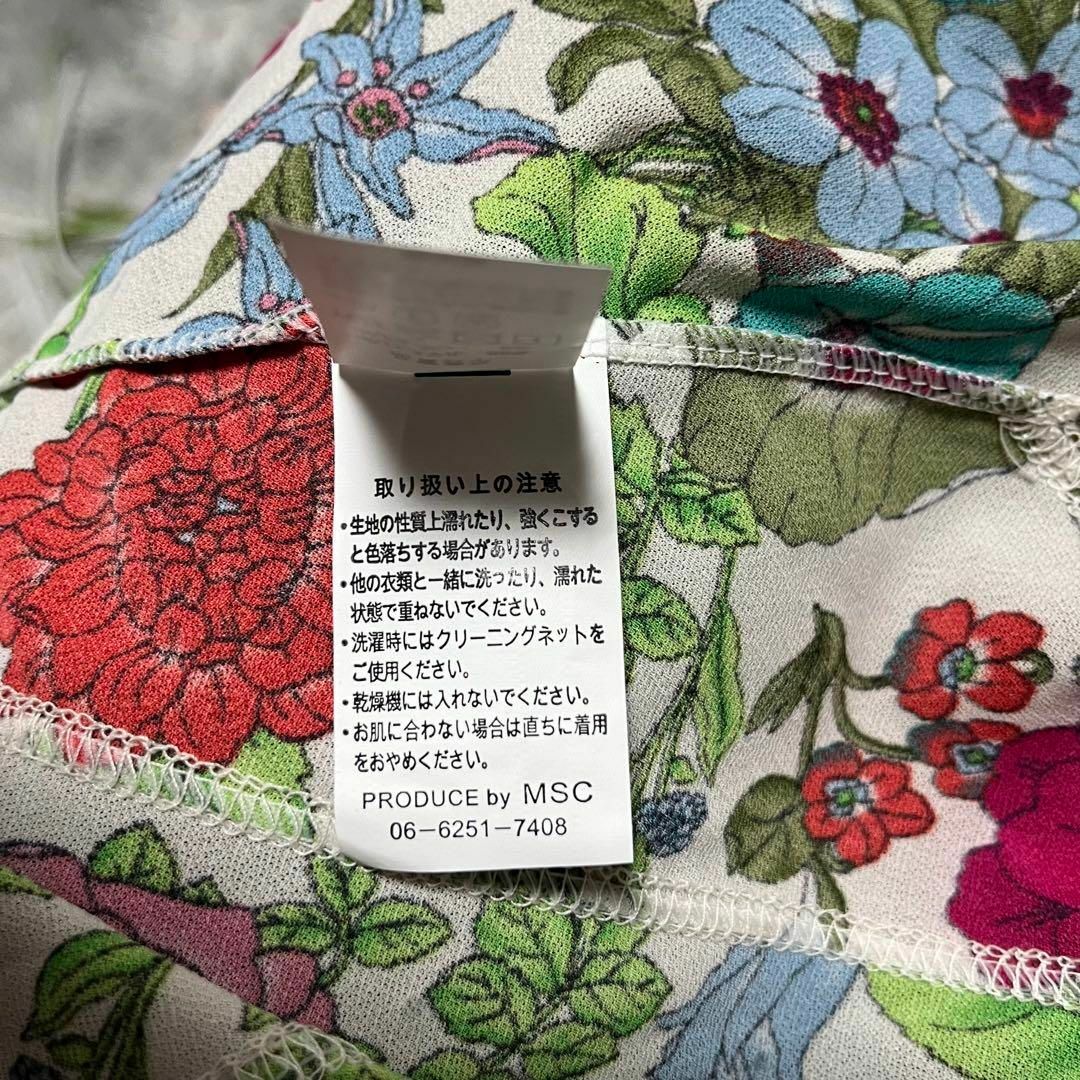 取り扱い上の注意
・生地の性質上濡れたり、強くこする
と色落ちする場合があります。
・他の衣類と一緒に洗ったり、濡れた
状態で重ねないでください。
・洗濯時にはクリーニングネットを
ご使用ください。
・乾燥機には入れないでください。
・お肌に合わない場合は直ちに着用
をおやめください。
PRODUCE by MSC
06-6251-7408